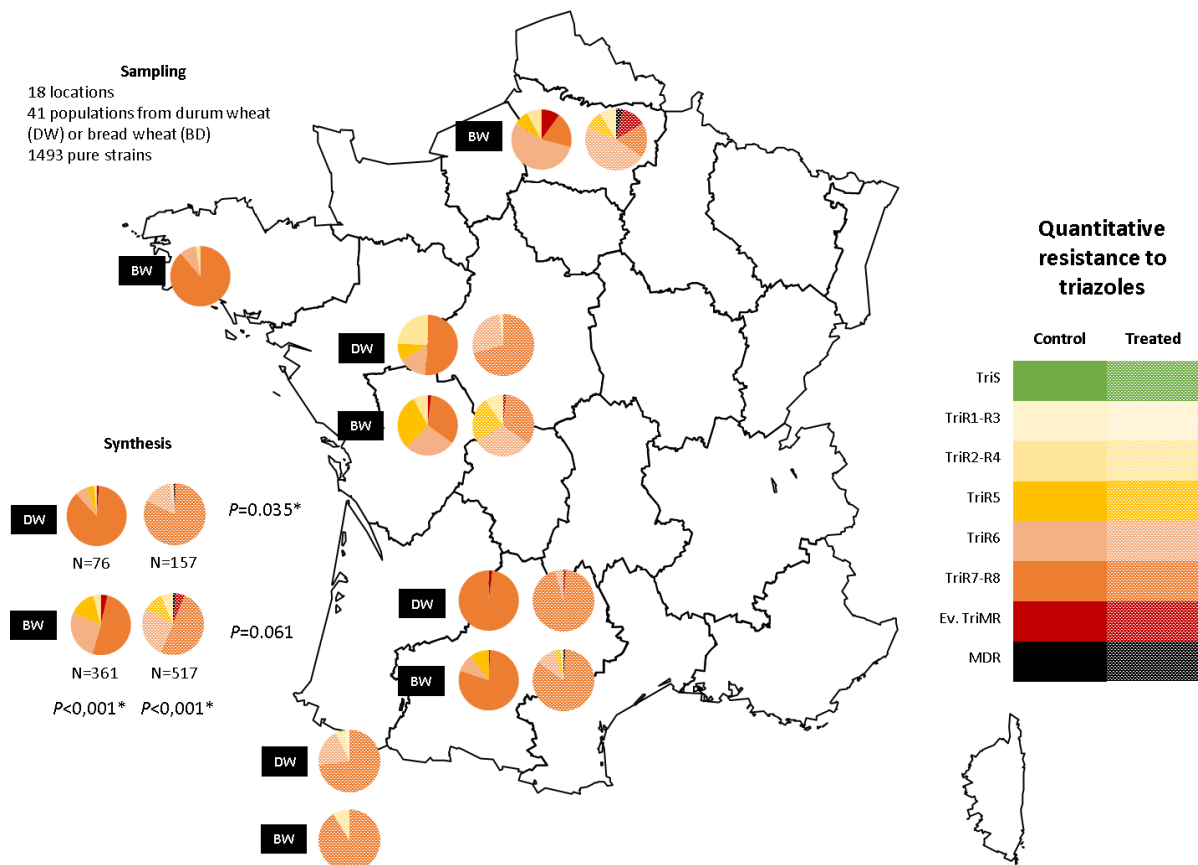 Sampling
18 locations
41 populations from durum wheat
(DW) or bread wheat (BD)
1493 pure strains
BW
BW
DW
BW
Quantitative
resistance to
triazoles
Control Treated
TriS
TriR1-R3
TriR2-R4
TriR5
TriR6
TriR7-R8
Ev. TriMR
MDR
Synthesis
DW
P=0.035*
N=76 N=157
BW
P=0.061
N=361 N=517
P<0,001* P<0,001*
DW
BW
DW
BW